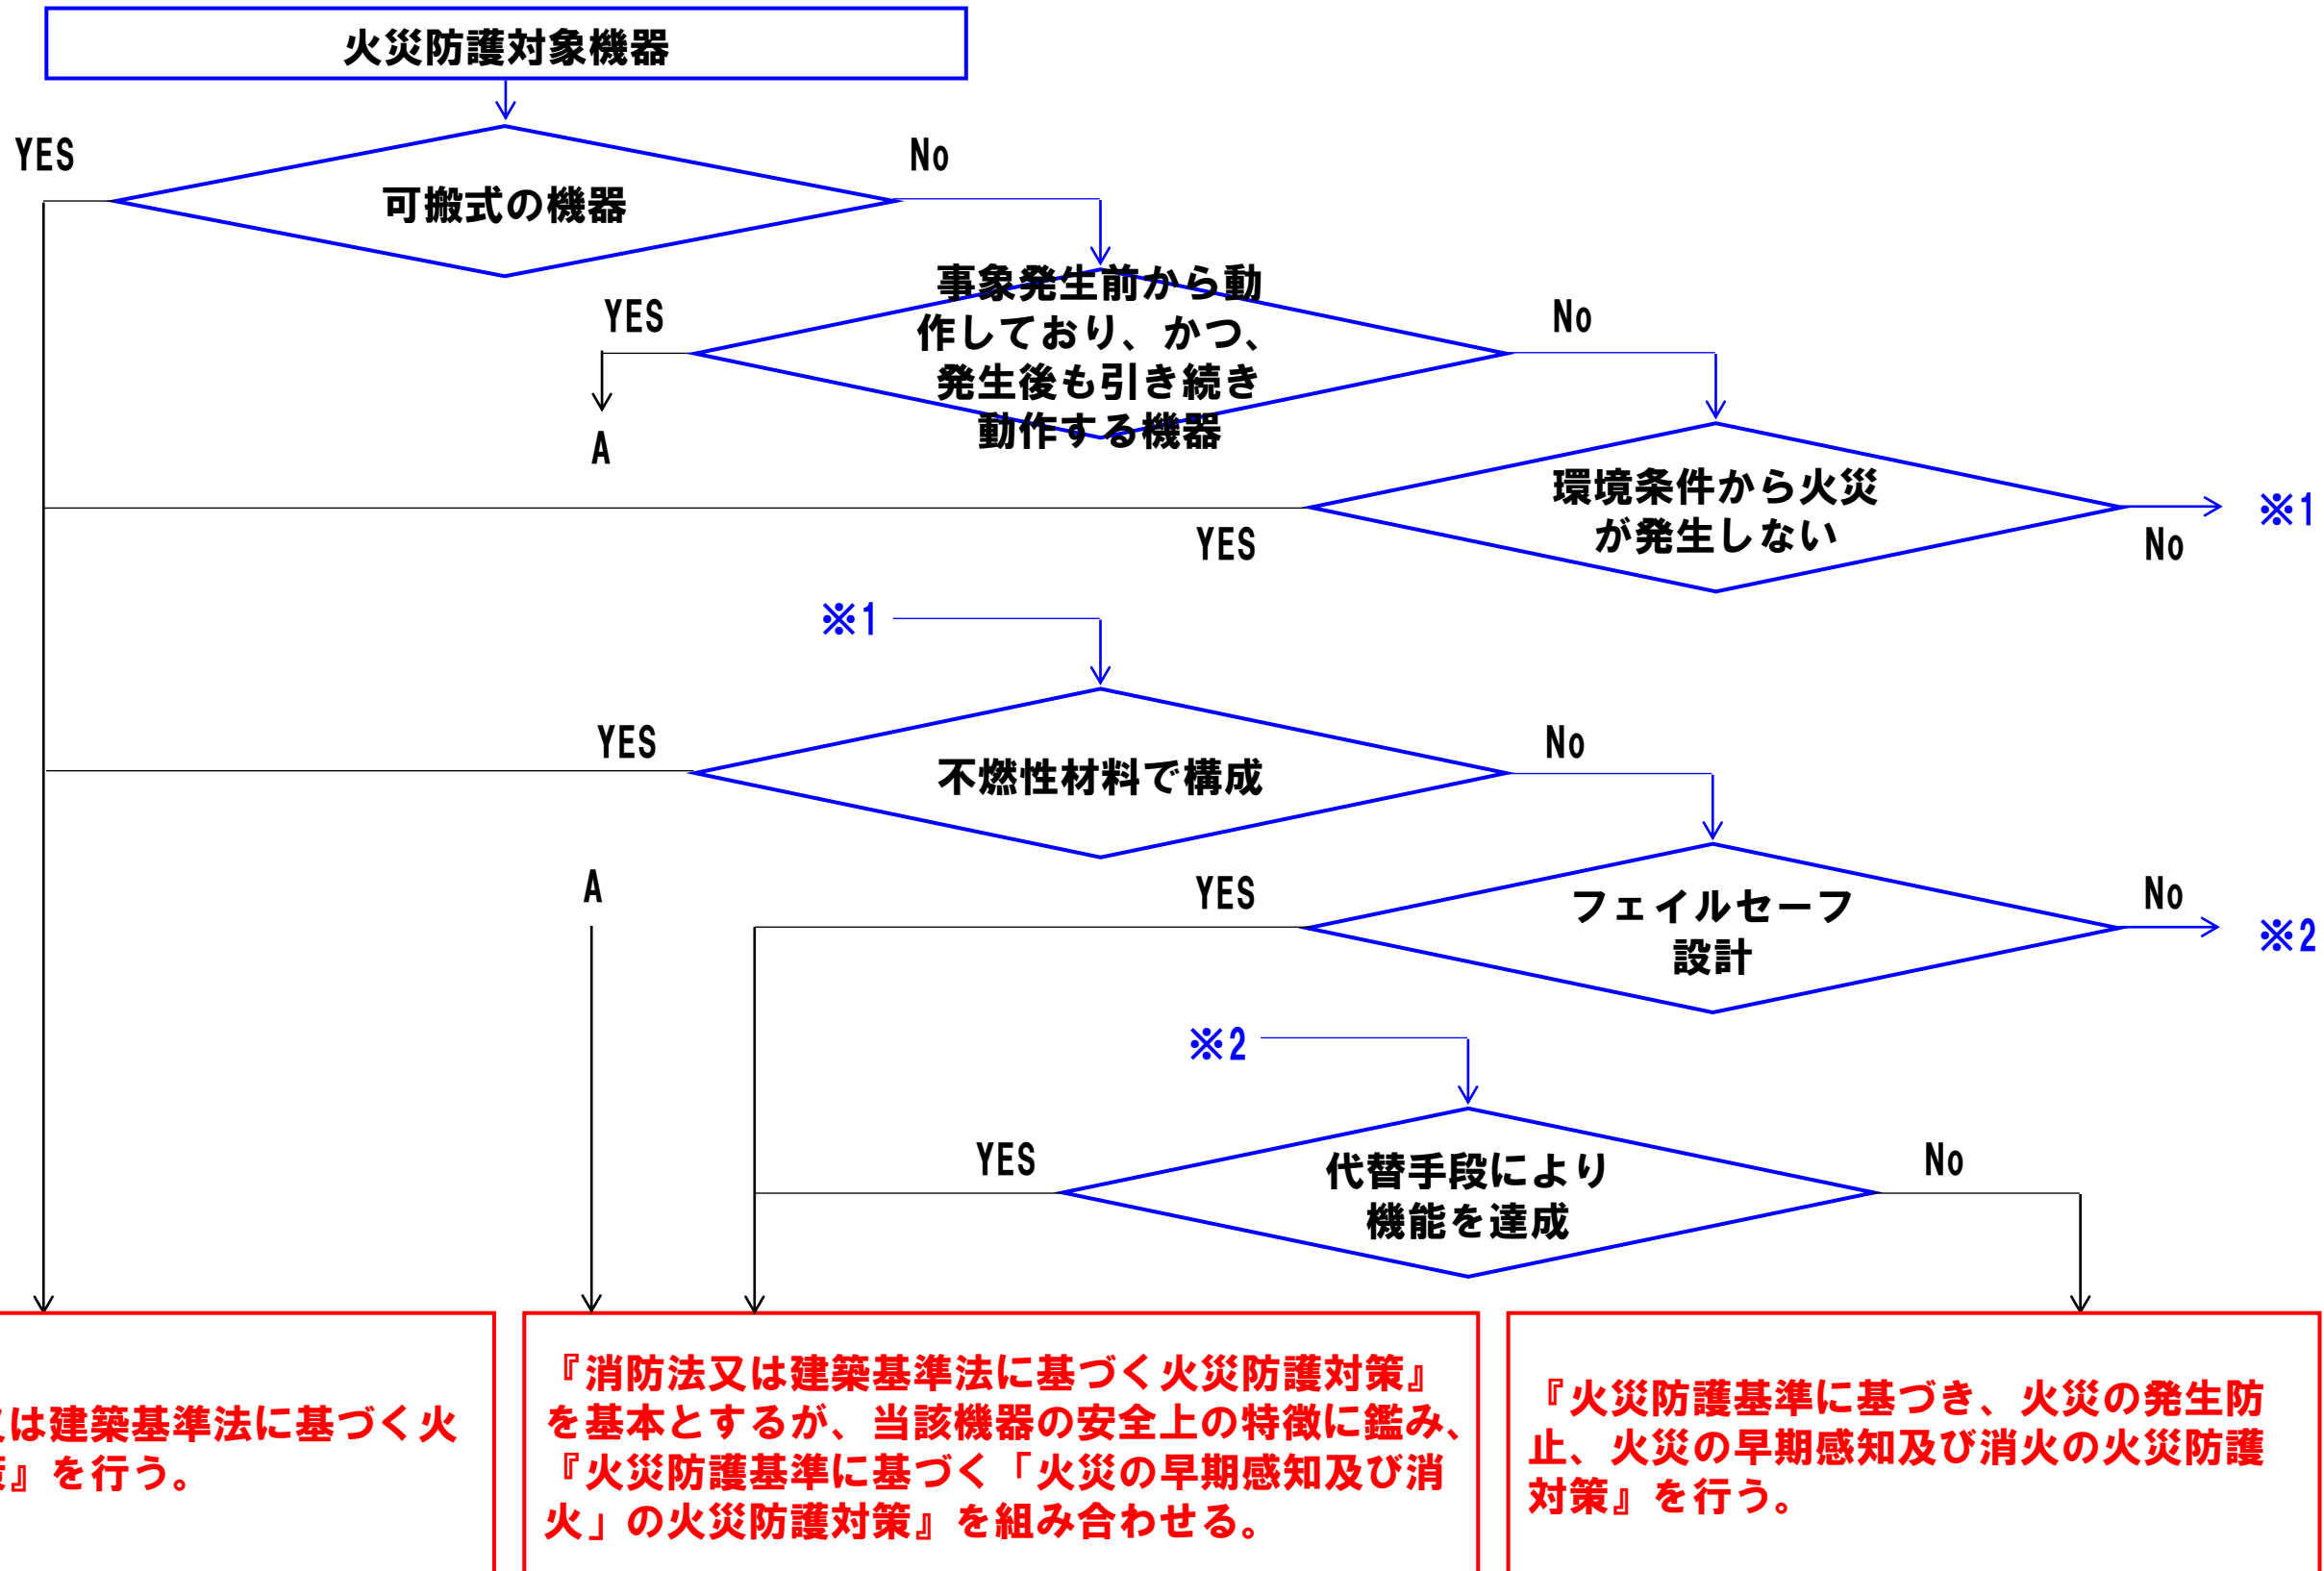 火災防護対象機器
YES
No
可搬式の機器
YES
事象発生前から動
作しており、かつ、
発生後も引き続き
動作する機器
No
A
環境条件から火災
が発生しない
※1
YES
No
※1
YES
不燃性材料で構成
No
A
YES
フェイルセーフ
設計
No
※2
※2
YES
代替手段により
機能を達成
No
は建築基準法に基づく火
』を行う。
『消防法又は建築基準法に基づく火災防護対策』
を基本とするが、当該機器の安全上の特徴に鑑み、
『火災防護基準に基づく「火災の早期感知及び消
火」の火災防護対策』を組み合わせる。
『火災防護基準に基づき、火災の発生防
止、火災の早期感知及び消火の火災防護
対策』を行う。